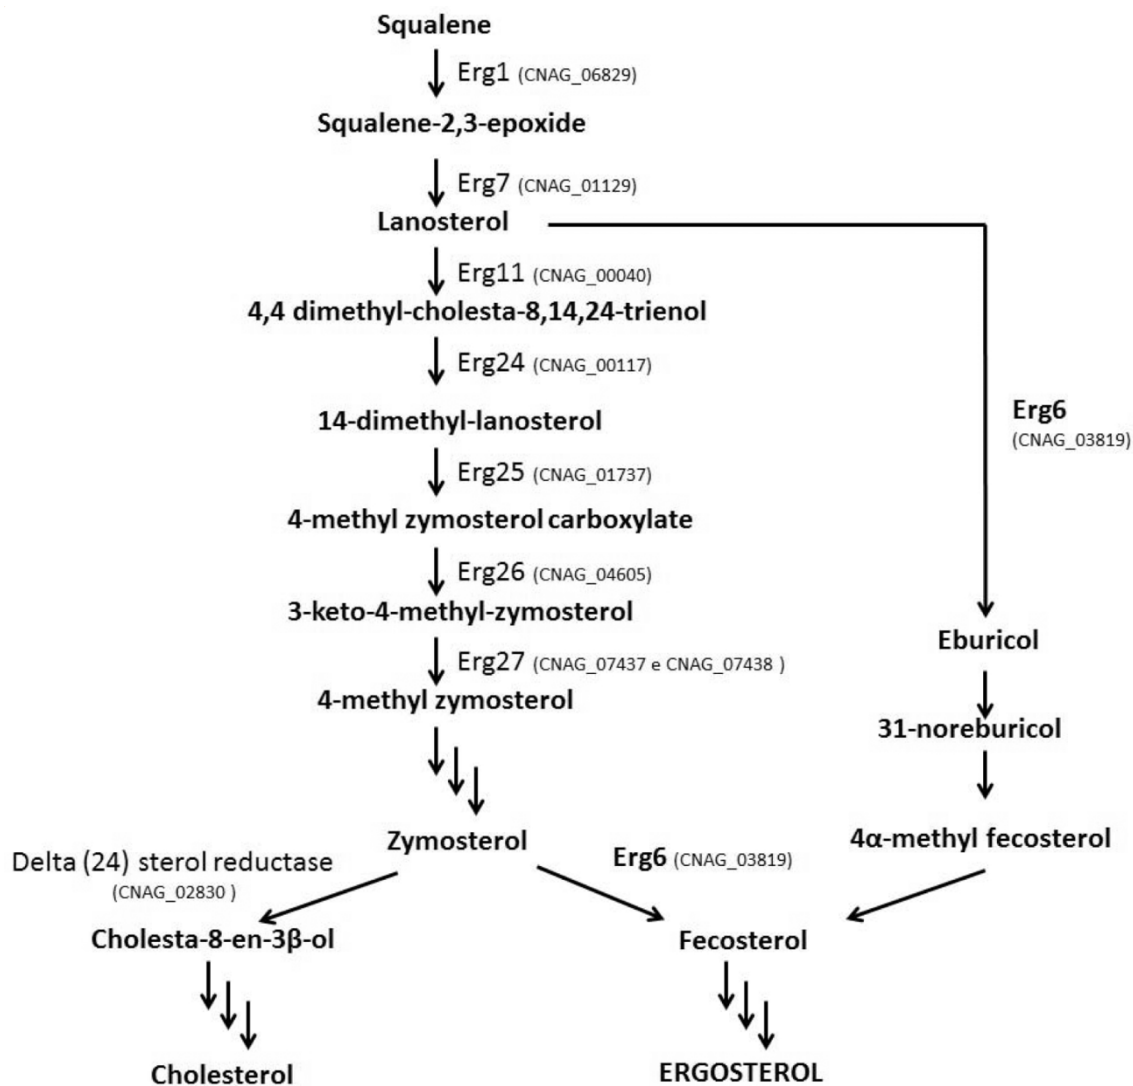 Squalene
Erg1 (CNAG_06829)
Squalene-2,3-epoxide
Erg7 (CNAG_01129)
Lanosterol
Erg11 (CNAG_00040)
4,4 dimethyl-cholesta-8,14,24-trienol
Erg24 (CNAG_00117)
14-dimethyl-lanosterol
Erg25 (CNAG_01737)
4-methyl zymosterol carboxylate
Erg26 (CNAG_04605)
3-keto-4-methyl-zymosterol
Erg27 (CNAG_07437 e CNAG_07438 )
4-methyl zymosterol
Erg6
(CNAG_03819)
Eburicol
31-noreburicol
4α-methyl fecosterol
Zymosterol
Delta (24) sterol reductase
(CNAG_02830 )
Erg6 (CNAG_03819)
Cholesta-8-en-3β-ol
Fecosterol
Cholesterol
ERGOSTEROL